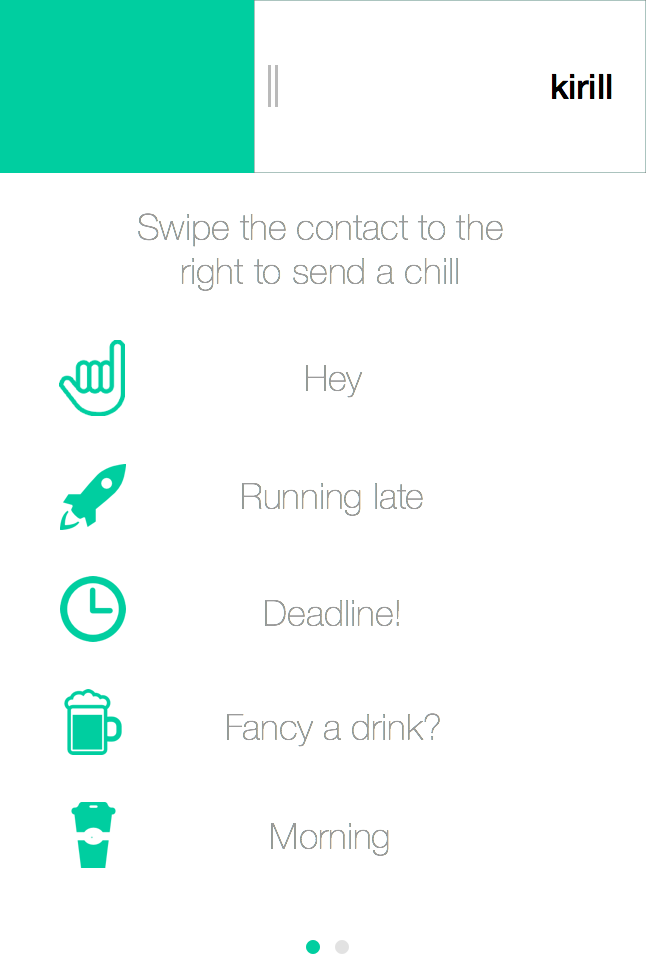 kirill
Swipe the contact to the
right to send a chill
Hey
Running late
Deadline!
Fancy a drink?
Morning